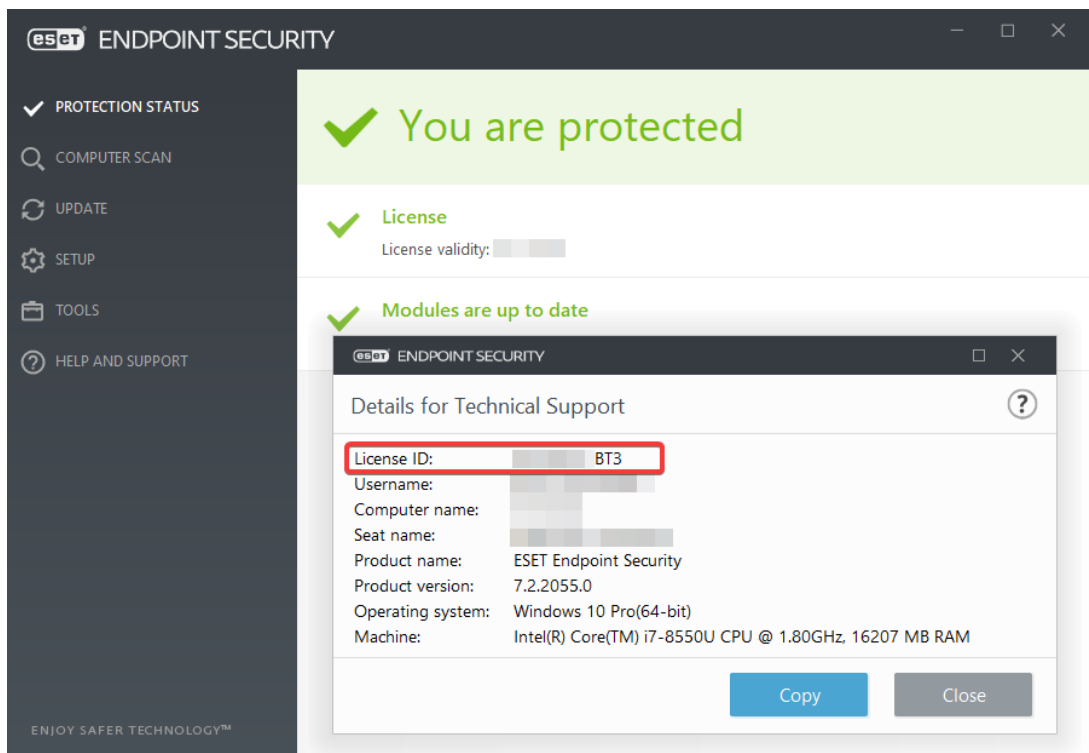 eset ENDPOINT SECURITY
PROTECTION STATUS
COMPUTER SCAN
UPDATE
SETUP
TOOLS
HELP AND SUPPORT
ENJOY SAFER TECHNOLOGY™
You are protected
License
License validity:
Modules are up to date
eset ENDPOINT SECURITY
Details for Technical Support
?
License ID: BT3
Username:
Computer name:
Seat name:
Product name: ESET Endpoint Security
Product version: 7.2.2055.0
Operating system: Windows 10 Pro(64-bit)
Machine: Intel(R) Core(TM) i7-8550U CPU @ 1.80GHz, 16207 MB RAM
Copy Close